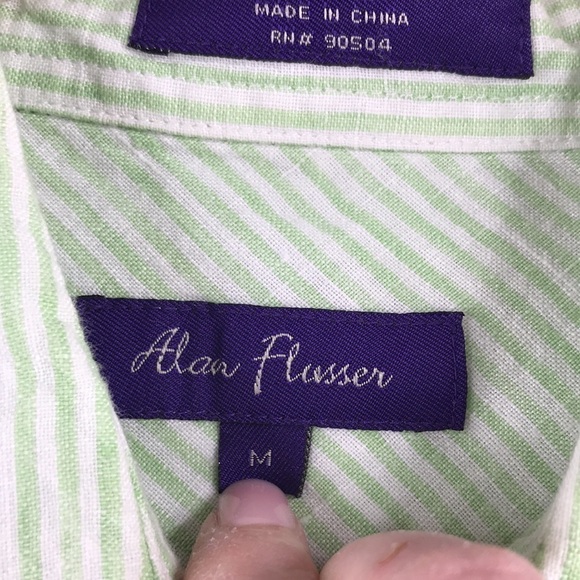 MADE IN CHINA
RN# 90504
Alan Flusser
M